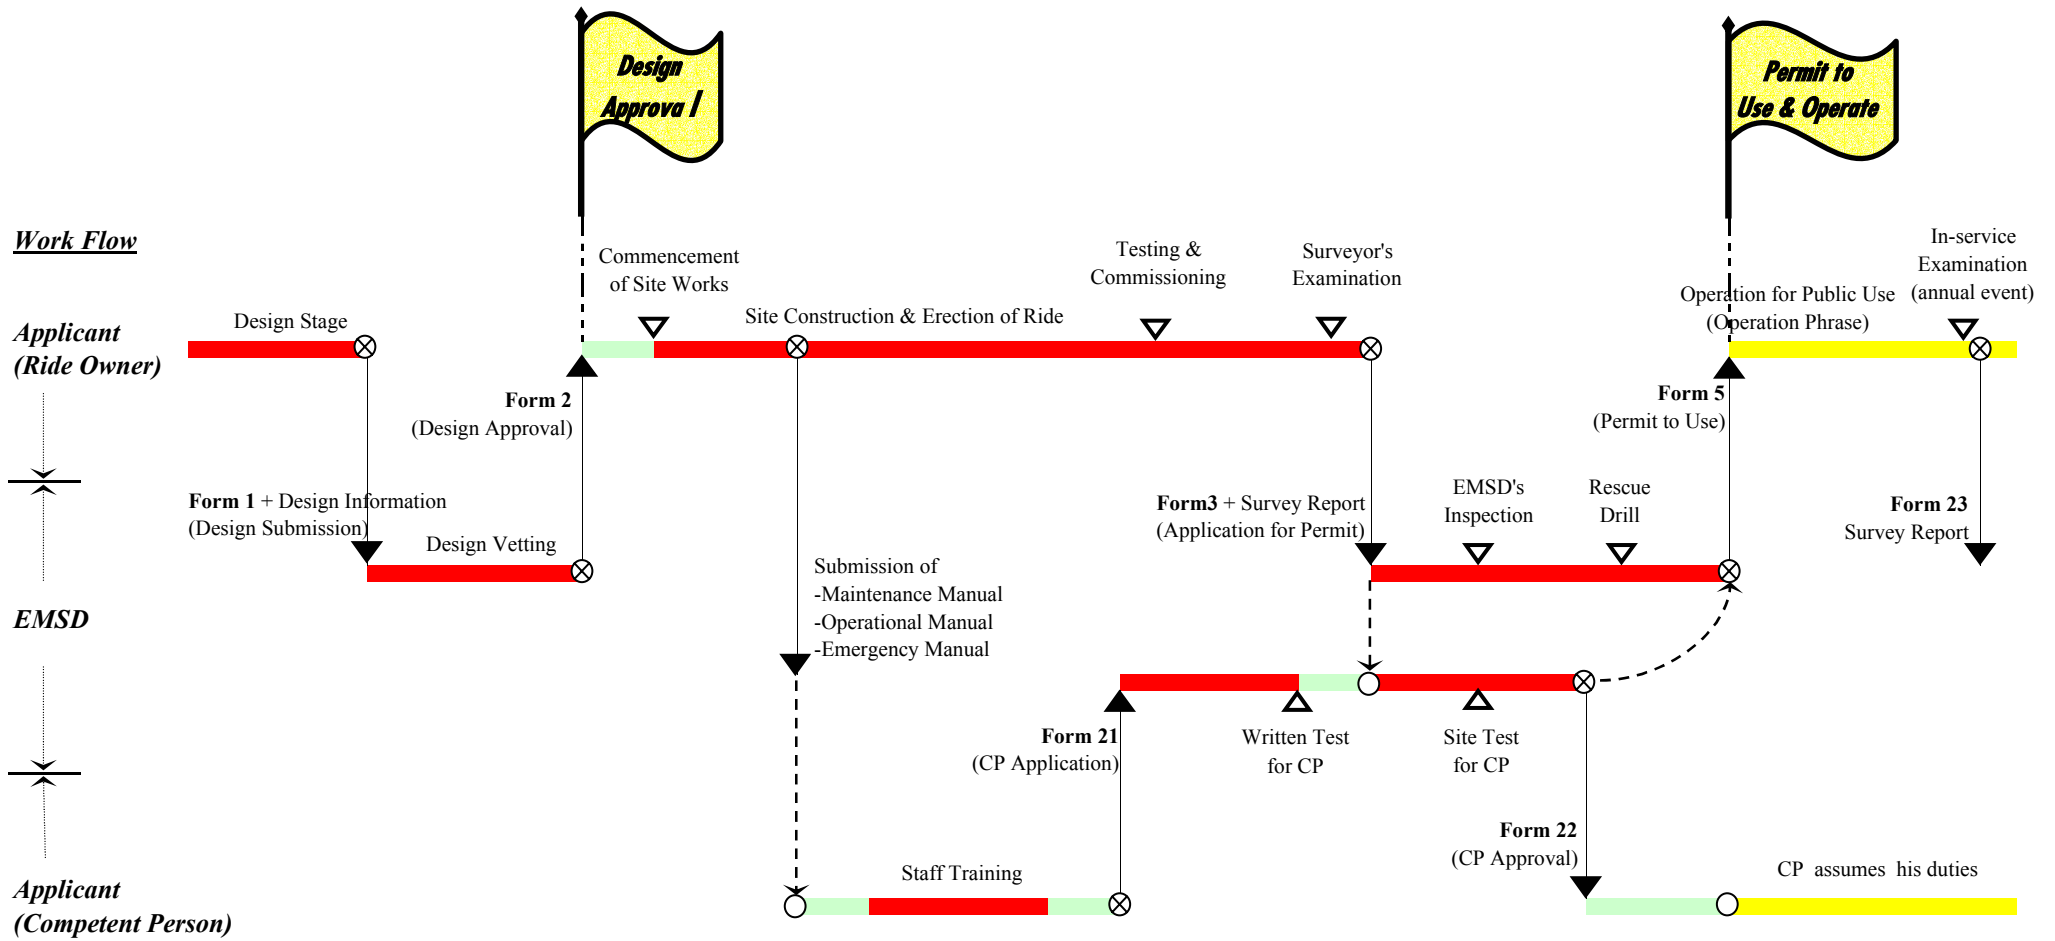 Design
Approva l
Permit to
Use & Operate
Work Flow
Applicant
(Ride Owner)
Design Stage
Commencement
of Site Works
Site Construction & Erection of Ride
Testing &
Commissioning
Surveyor's
Examination
Operation for Public Use
(Operation Phrase)
In-service
Examination
(annual event)
Form 2
(Design Approval)
Form 5
(Permit to Use)
Form 1 + Design Information
(Design Submission)
Design Vetting
Form3 + Survey Report
(Application for Permit)
EMSD's
Inspection
Rescue
Drill
Form 23
Survey Report
EMSD
Submission of
-Maintenance Manual
-Operational Manual
-Emergency Manual
Form 21
(CP Application)
Written Test
for CP
Site Test
for CP
Form 22
(CP Approval)
Applicant
(Competent Person)
Staff Training
CP assumes his duties